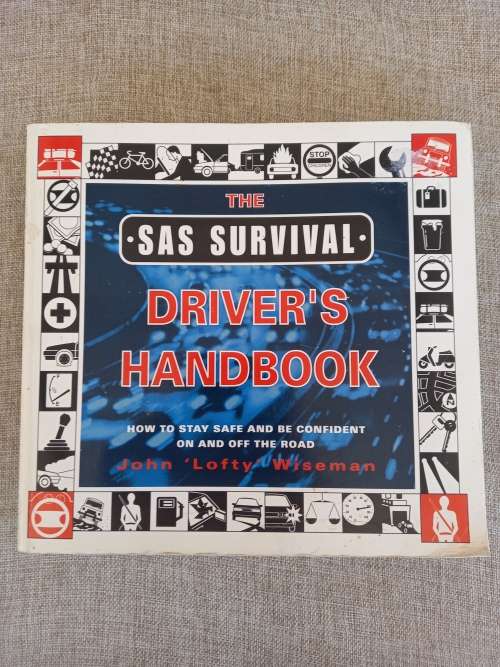 STOP
CHILDREN
THE
·SAS SURVIVAL·
DRIVER'S
HANDBOOK
HOW TO STAY SAFE AND BE CONFIDENT
ON AND OFF THE ROAD
John 'Lofty' Wiseman